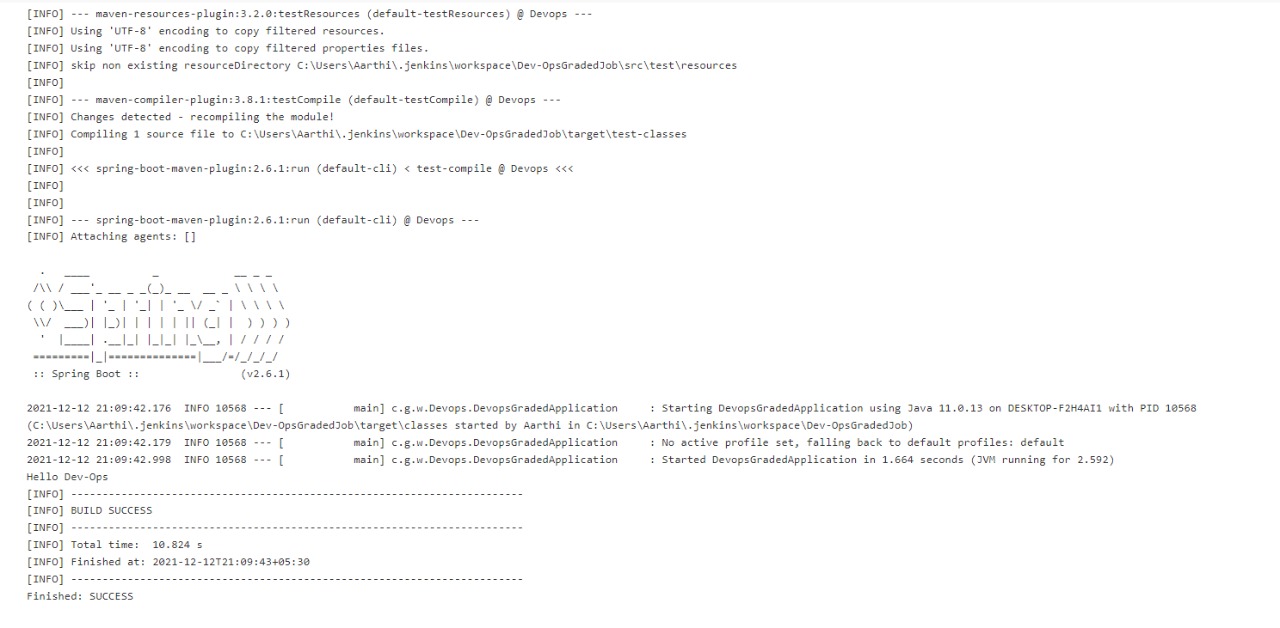 [INFO] --- maven-resources-plugin:3.2.0:testResources (default-testResources) @ Devops ---
[INFO] Using 'UTF-8' encoding to copy filtered resources.
[INFO] Using 'UTF-8' encoding to copy filtered properties files.
[INFO] skip non existing resourceDirectory C:\Users\Aarthi\.jenkins\workspace\Dev-OpsGradedJob\src\test\resources
[INFO]
[INFO] --- maven-compiler-plugin:3.8.1:testCompile (default-testCompile) @ Devops ---
[INFO] Changes detected - recompiling the module!
[INFO] Compiling 1 source file to C:\Users\Aarthi\.jenkins\workspace\Dev-OpsGradedJob\target\test-classes
[INFO]
[INFO] <<< spring-boot-maven-plugin:2.6.1:run (default-cli) < test-compile @ Devops <<<
[INFO]
[INFO]
[INFO] --- spring-boot-maven-plugin:2.6.1:run (default-cli) @ Devops ---
[INFO] Attaching agents: []
  .   ____          _            __ _ _
 /\\ / ___'_ __ _ _(_)_ __  __ _ \ \ \ \
( ( )\___ | '_ | '_| | '_ \/ _` | \ \ \ \
 \\/  ___)| |_)| | | | | || (_| |  ) ) ) )
  '  |____| .__|_| |_|_| |_\__, | / / / /
 =========|_|==============|___/=/_/_/_/
 :: Spring Boot ::                (v2.6.1)
2021-12-12 21:09:42.176  INFO 10568 --- [           main] c.g.w.Devops.DevopsGradedApplication     : Starting DevopsGradedApplication using Java 11.0.13 on DESKTOP-F2H4AI1 with PID 10568
(C:\Users\Aarthi\.jenkins\workspace\Dev-OpsGradedJob\target\classes started by Aarthi in C:\Users\Aarthi\.jenkins\workspace\Dev-OpsGradedJob)
2021-12-12 21:09:42.179  INFO 10568 --- [           main] c.g.w.Devops.DevopsGradedApplication     : No active profile set, falling back to default profiles: default
2021-12-12 21:09:42.998  INFO 10568 --- [           main] c.g.w.Devops.DevopsGradedApplication     : Started DevopsGradedApplication in 1.664 seconds (JVM running for 2.592)
Hello Dev-Ops
[INFO] ------------------------------------------------------------------------
[INFO] BUILD SUCCESS
[INFO] ------------------------------------------------------------------------
[INFO] Total time:  10.824 s
[INFO] Finished at: 2021-12-12T21:09:43+05:30
[INFO] ------------------------------------------------------------------------
Finished: SUCCESS